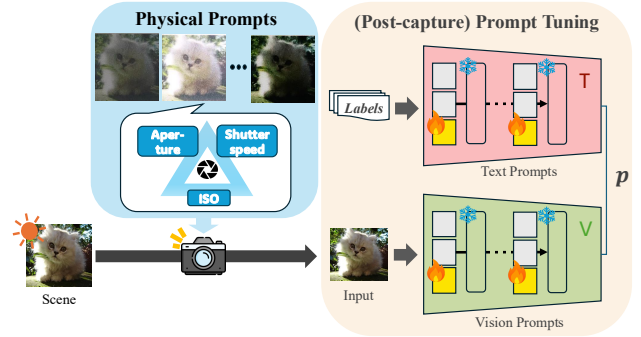 Physical Prompts
(Post-capture) Prompt Tuning
Aper-
ture
Shutter
speed
ISO
Labels
T
Text Prompts
p
V
Scene
Input
Vision Prompts